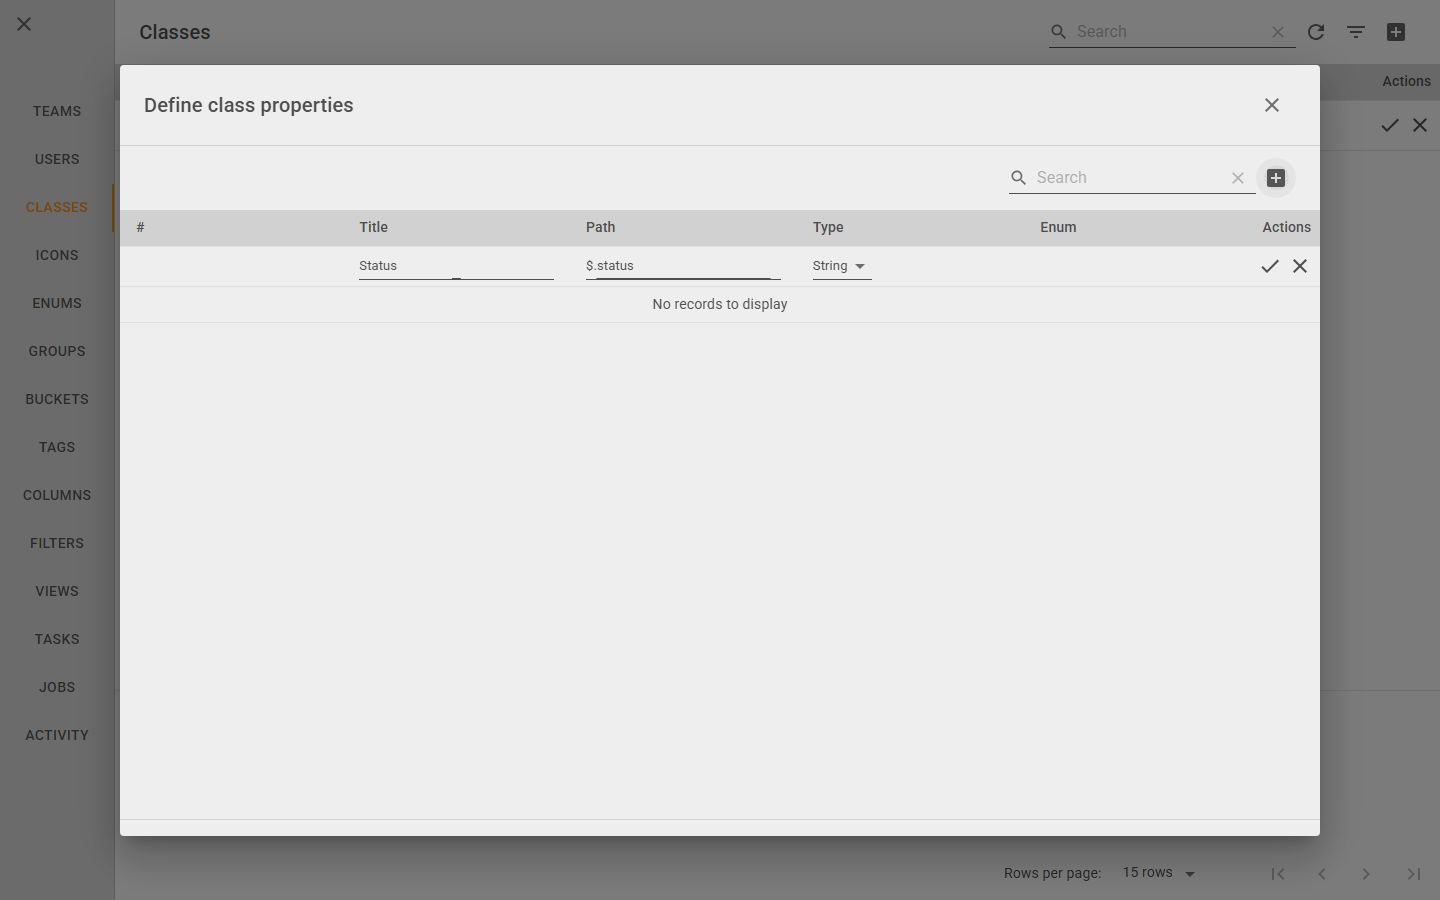 Classes
Search
Actions
TEAMS
USERS
CLASSES
ICONS
ENUMS
GROUPS
BUCKETS
TAGS
COLUMNS
FILTERS
VIEWS
TASKS
JOBS
ACTIVITY
Define class properties
Search
# Title Path Type Enum Actions
Status $.status String
No records to display
Rows per page: 15 rows